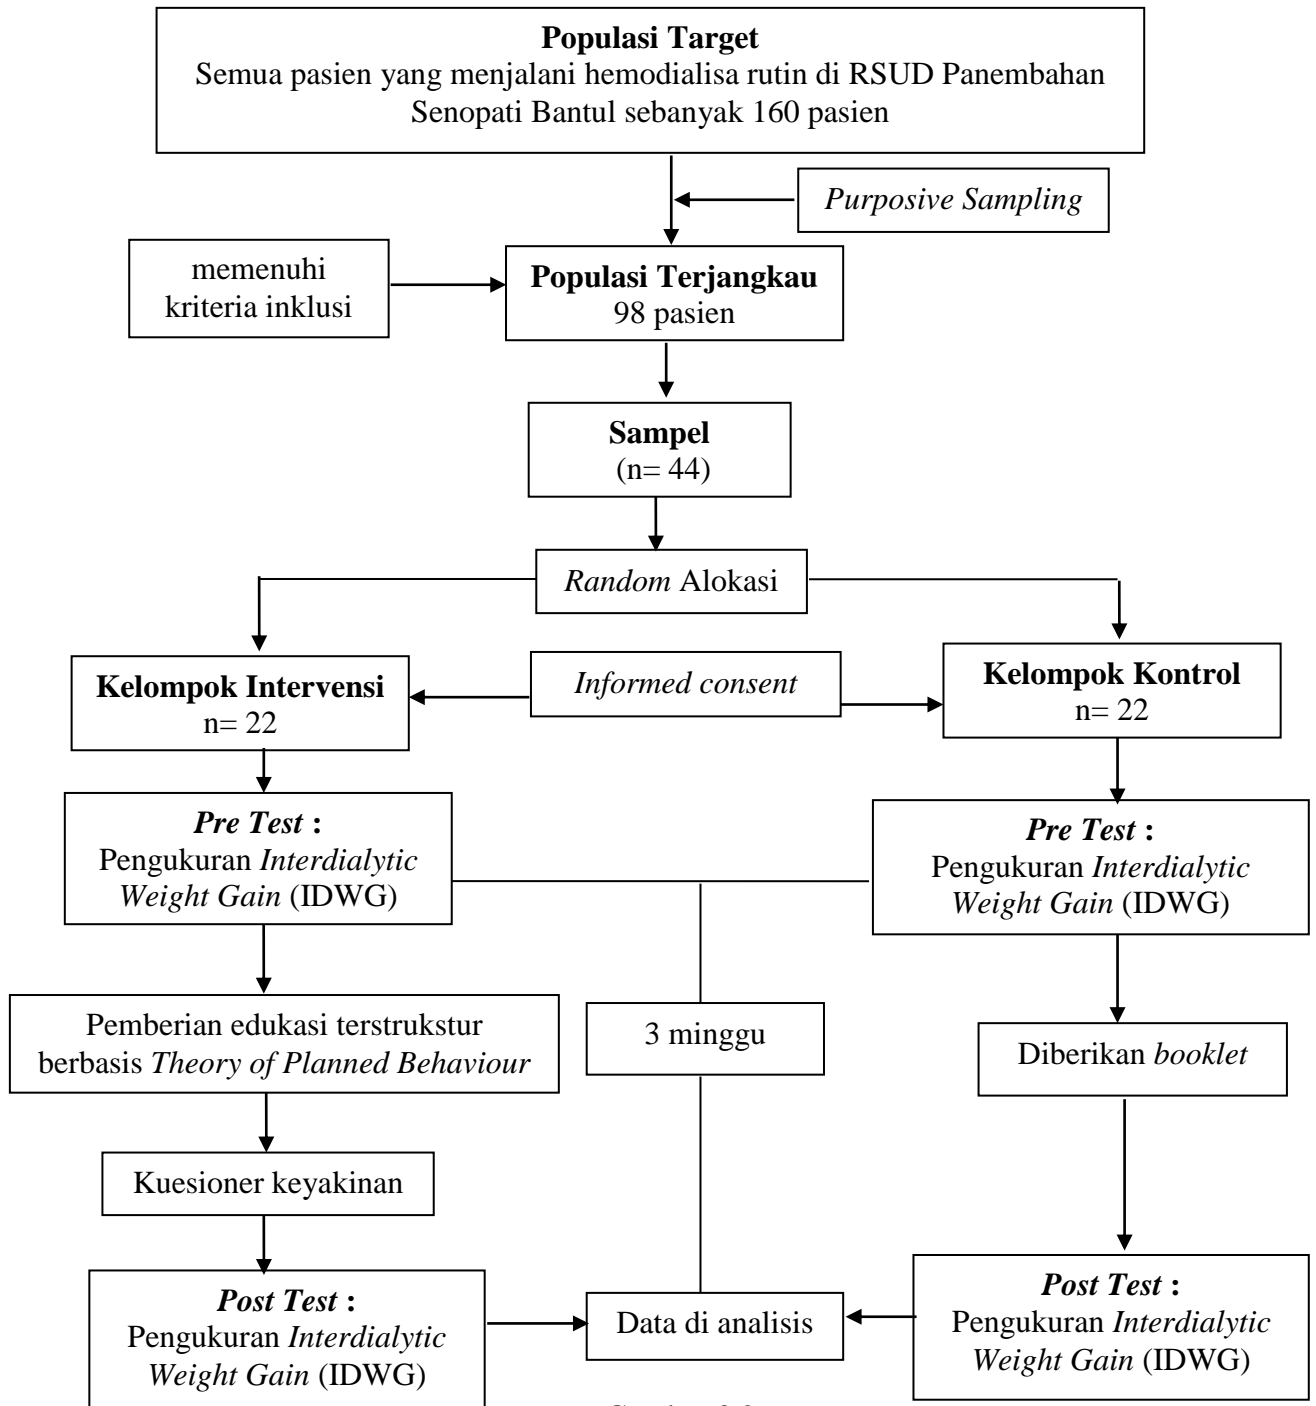 Populasi Target
Semua pasien yang menjalani hemodialisa rutin di RSUD Panembahan
Senopati Bantul sebanyak 160 pasien
Purposive Sampling
memenuhi
kriteria inklusi
Populasi Terjangkau
98 pasien
Sampel
(n= 44)
Random Alokasi
Kelompok Intervensi
n= 22
Informed consent
Kelompok Kontrol
n= 22
Pre Test :
Pengukuran Interdialytic
Weight Gain (IDWG)
Pre Test :
Pengukuran Interdialytic
Weight Gain (IDWG)
Pemberian edukasi terstrukstur
berbasis Theory of Planned Behaviour
3 minggu
Diberikan booklet
Kuesioner keyakinan
Post Test :
Pengukuran Interdialytic
Weight Gain (IDWG)
Data di analisis
Post Test :
Pengukuran Interdialytic
Weight Gain (IDWG)